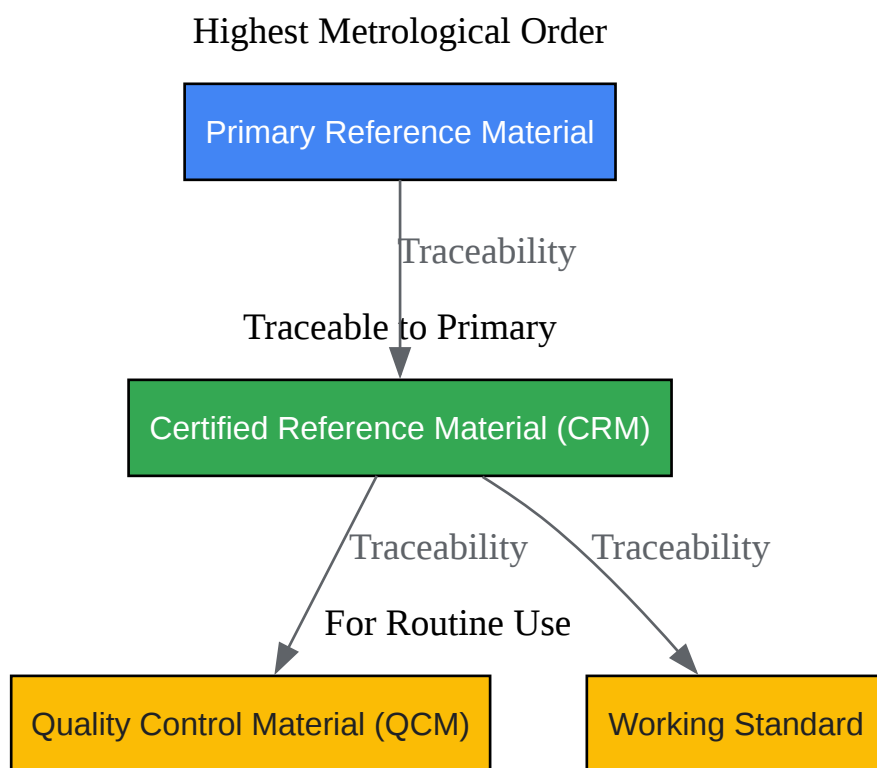 Highest Metrological Order
Primary Reference Material
Traceability
Traceable to Primary
Certified Reference Material (CRM)
Traceability
Traceability
For Routine Use
Quality Control Material (QCM)
Working Standard